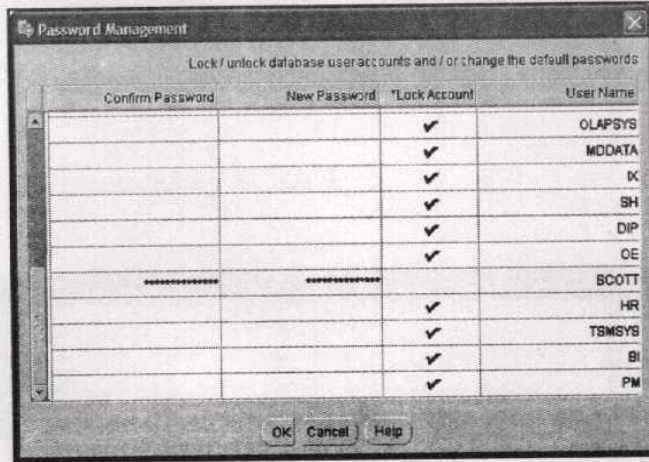 Password Management
Lock / unlock database user accounts and / or change the default passwords
Confirm Password New Password *Lock Account User Name
✔ OLAPSYS
✔ MDDATA
✔ IX
✔ SH
✔ DIP
✔ OE
************** ************** SCOTT
✔ HR
✔ TSMSYS
✔ BI
✔ PM
OK Cancel Help